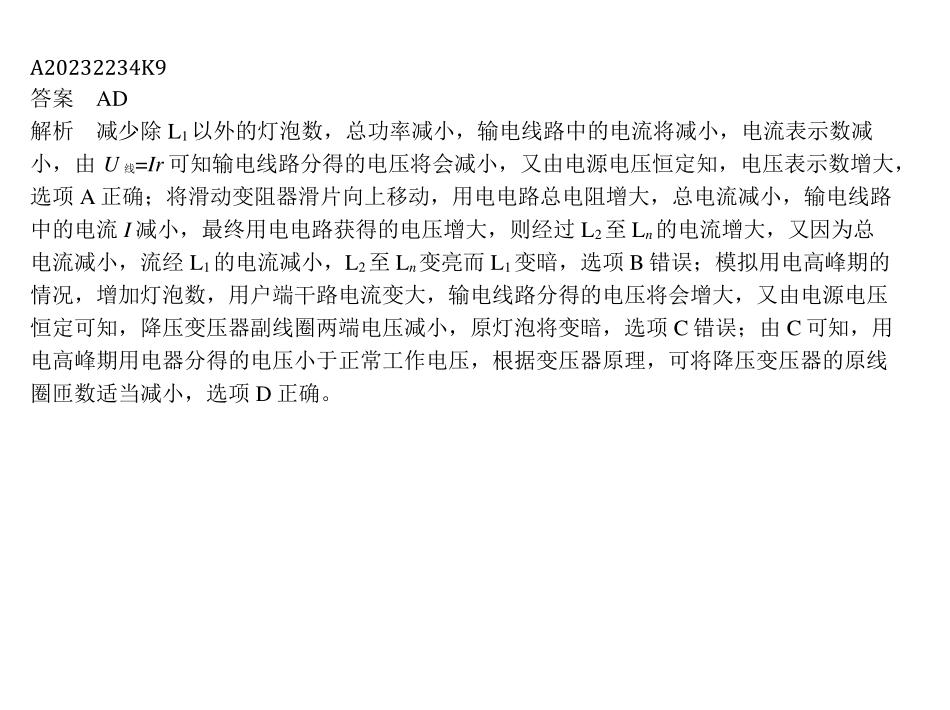 A20232234K9
答案 AD
解析 减少除 L1 以外的灯泡数，总功率减小，输电线路中的电流将减小，电流表示数减
小，由 U线=Ir 可知输电线路分得的电压将会减小，又由电源电压恒定知，电压表示数增大，
选项 A 正确；将滑动变阻器滑片向上移动，用电电路总电阻增大，总电流减小，输电线路
中的电流 I 减小，最终用电电路获得的电压增大，则经过 L2 至 Ln 的电流增大，又因为总
电流减小，流经 L1 的电流减小，L2 至 Ln 变亮而 L1 变暗，选项 B 错误；模拟用电高峰期的
情况，增加灯泡数，用户端干路电流变大，输电线路分得的电压将会增大，又由电源电压
恒定可知，降压变压器副线圈两端电压减小，原灯泡将变暗，选项 C 错误；由 C 可知，用
电高峰期用电器分得的电压小于正常工作电压，根据变压器原理，可将降压变压器的原线
圈匝数适当减小，选项 D 正确。